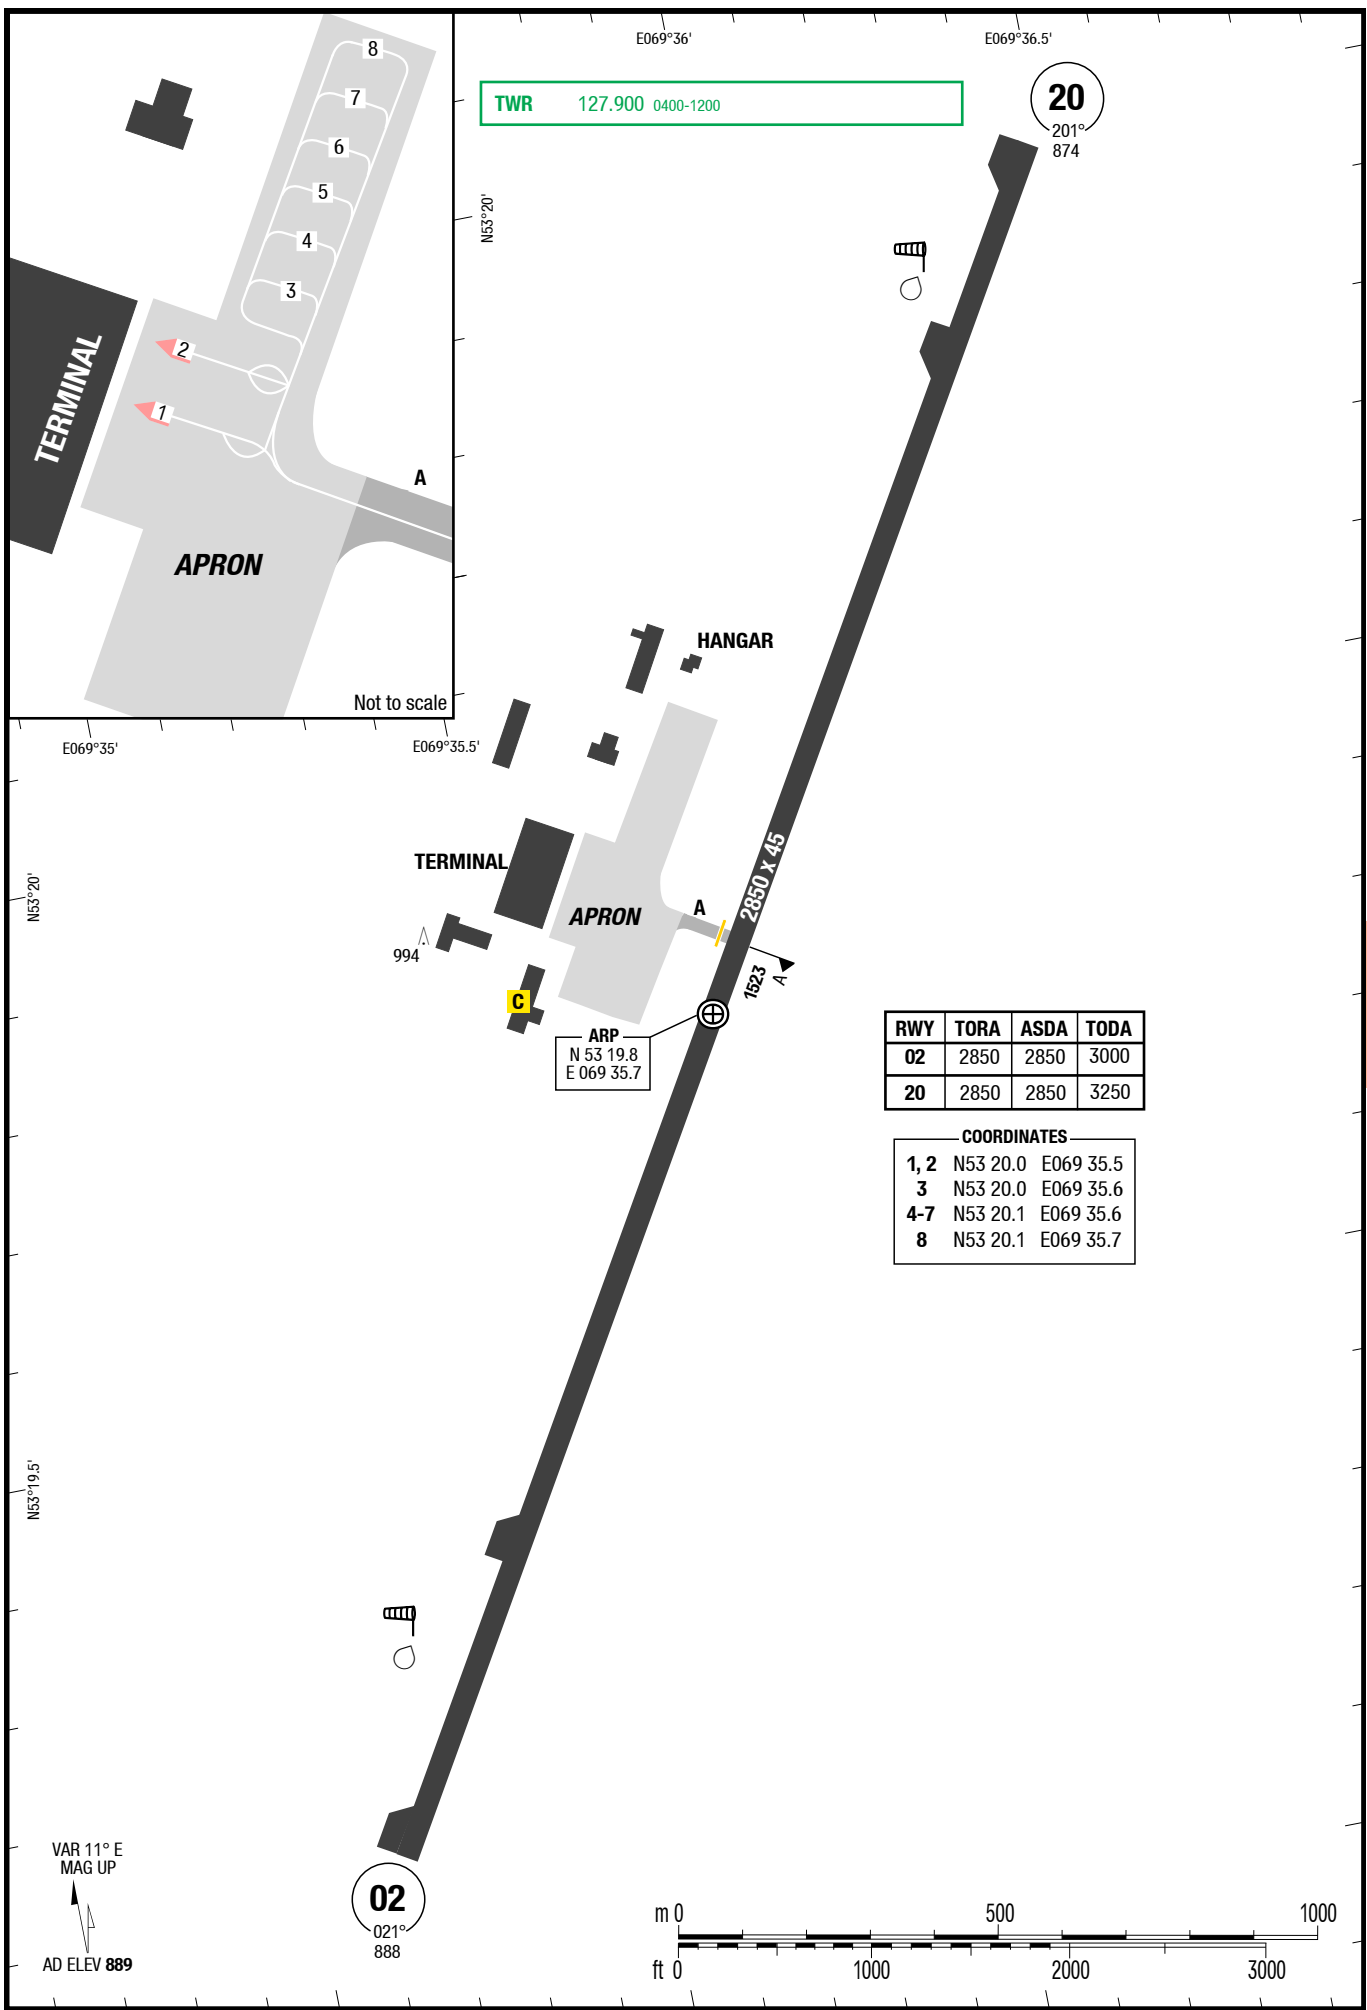 E069°36'
E069°36.5'
TWR 127.900 0400-1200
20
201°
874
N53°20'
8
7
6
5
4
3
2
1
TERMINAL
A
APRON
Not to scale
E069°35'
E069°35.5'
HANGAR
TERMINAL
2850 x 45
N53°20'
A
APRON
994
1523
A
C
ARP
N 53 19.8
E 069 35.7
RWY TORA ASDA TODA
02 2850 2850 3000
20 2850 2850 3250
COORDINATES
1, 2 N53 20.0 E069 35.5
3 N53 20.0 E069 35.6
4-7 N53 20.1 E069 35.6
8 N53 20.1 E069 35.7
N53°19.5'
VAR 11° E
MAG UP
AD ELEV 889
02
021°
888
m 0 500 1000
ft 0 1000 2000 3000